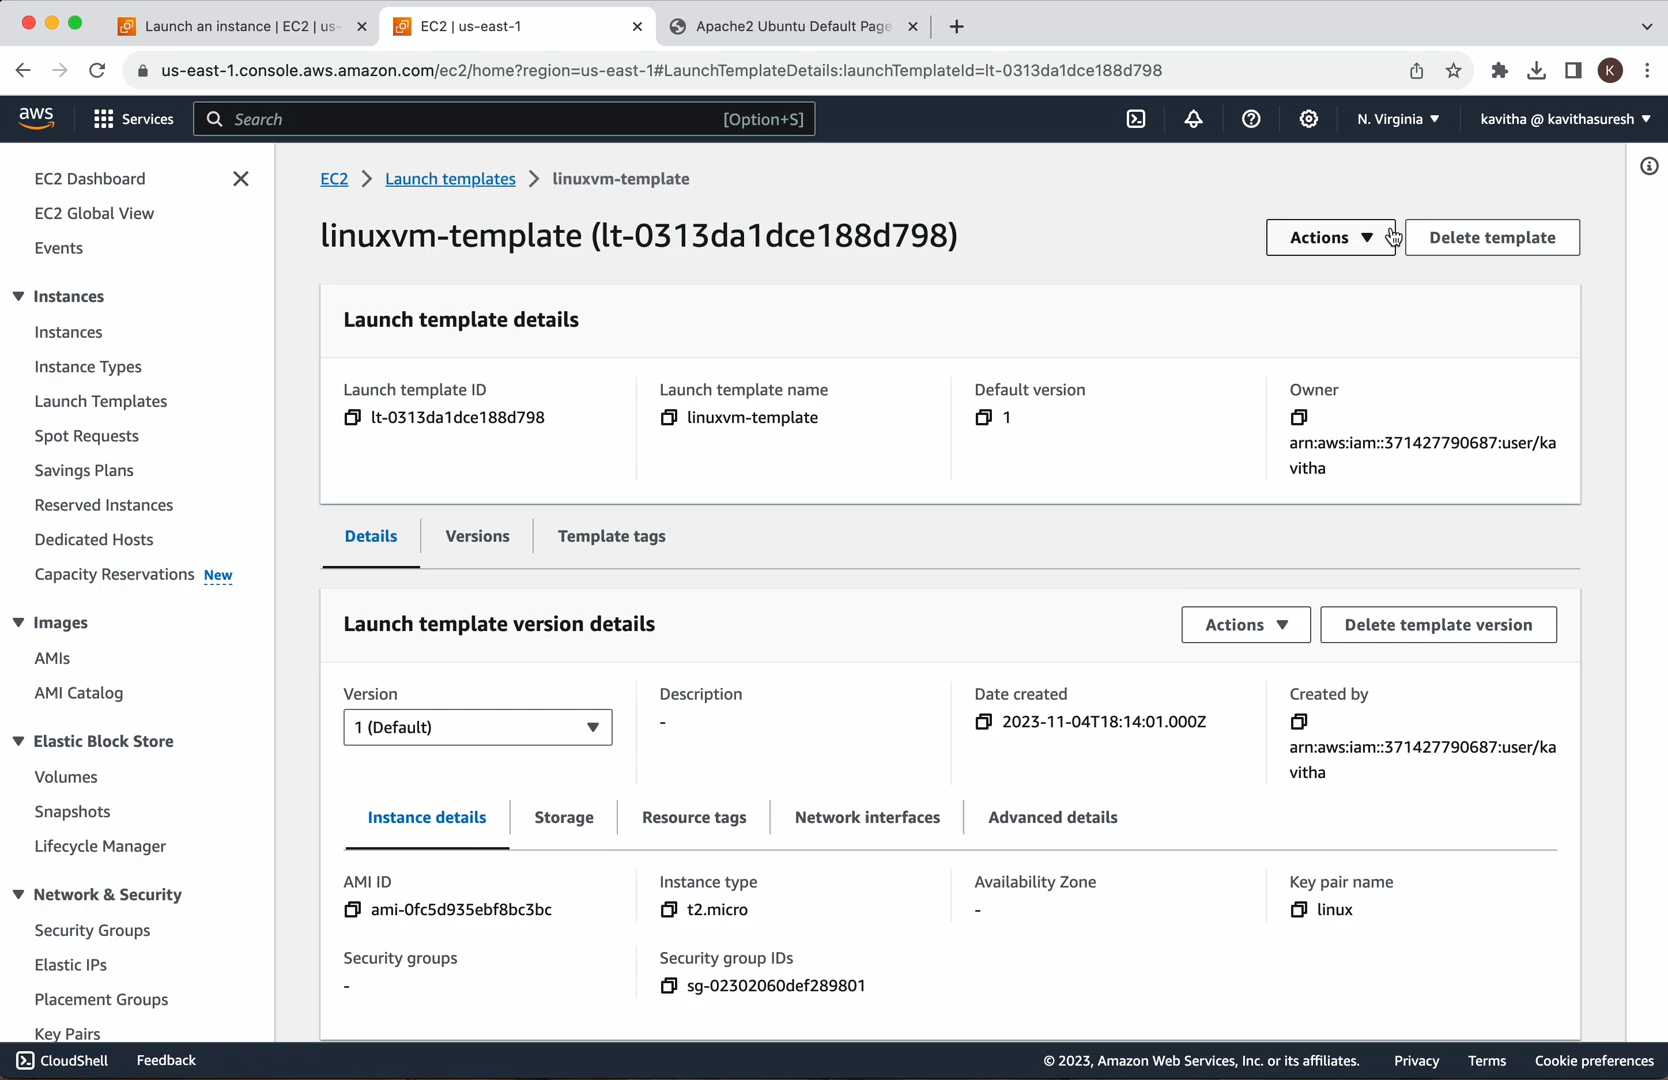 Launch an instance | EC2 | us-
EC2 | us-east-1
Apache2 Ubuntu Default Page
us-east-1.console.aws.amazon.com/ec2/home?region=us-east-1#LaunchTemplateDetails:launchTemplateId=lt-0313da1dce188d798
K
aws
Services
Search
[Option+S]
N. Virginia
kavitha @ kavithasuresh
EC2 Dashboard
EC2 Global View
Events
Instances
Instances
Instance Types
Launch Templates
Spot Requests
Savings Plans
Reserved Instances
Dedicated Hosts
Capacity Reservations New
Images
AMIs
AMI Catalog
Elastic Block Store
Volumes
Snapshots
Lifecycle Manager
Network & Security
Security Groups
Elastic IPs
Placement Groups
Key Pairs
EC2 > Launch templates > linuxvm-template
linuxvm-template (lt-0313da1dce188d798)
Actions
Delete template
Launch template details
Launch template ID
lt-0313da1dce188d798
Launch template name
linuxvm-template
Default version
1
Owner
arn:aws:iam::371427790687:user/ka
vitha
Details
Versions
Template tags
Launch template version details
Actions
Delete template version
Version
1 (Default)
Description
-
Date created
2023-11-04T18:14:01.000Z
Created by
arn:aws:iam::371427790687:user/ka
vitha
Instance details
Storage
Resource tags
Network interfaces
Advanced details
AMI ID
ami-0fc5d935ebf8bc3bc
Instance type
t2.micro
Availability Zone
-
Key pair name
linux
Security groups
-
Security group IDs
sg-02302060def289801
CloudShell
Feedback
© 2023, Amazon Web Services, Inc. or its affiliates.
Privacy
Terms
Cookie preferences